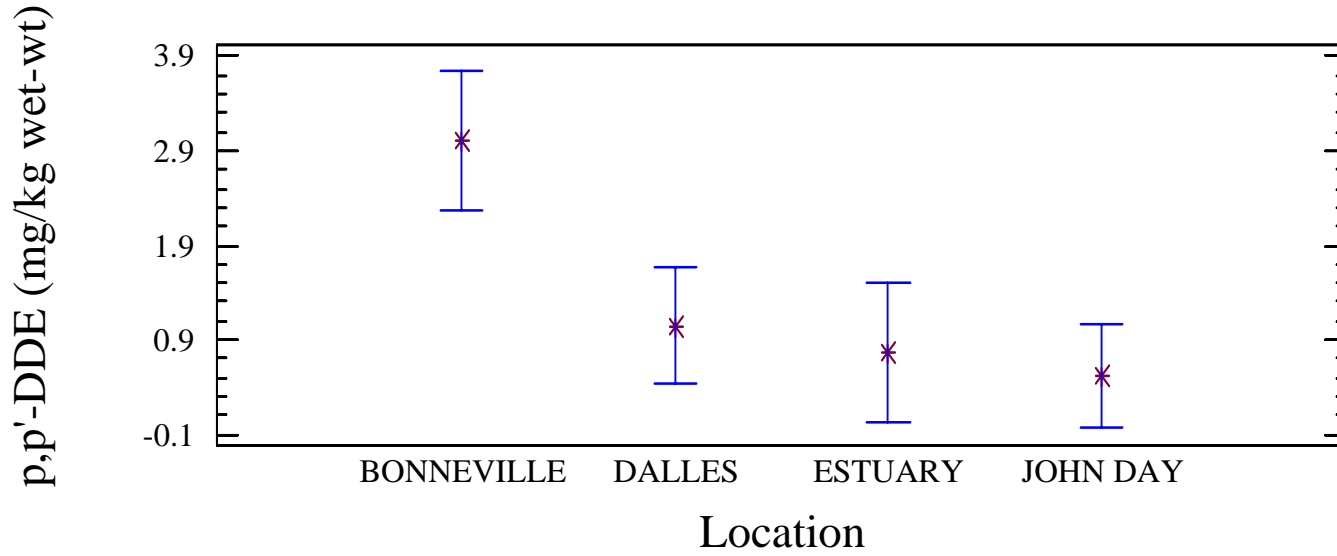 p,p'-DDE (mg/kg wet-wt)
3.9
2.9
1.9
0.9
-0.1
BONNEVILLE DALLES ESTUARY JOHN DAY
Location